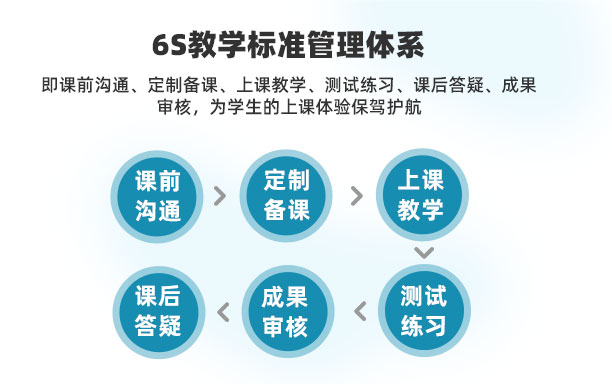 6S教学标准管理体系
即课前沟通、定制备课、上课教学、测试练习、课后答疑、成果
审核，为学生的上课体验保驾护航
课前
沟通
定制
备课
上课
教学
测试
练习
成果
审核
课后
答疑